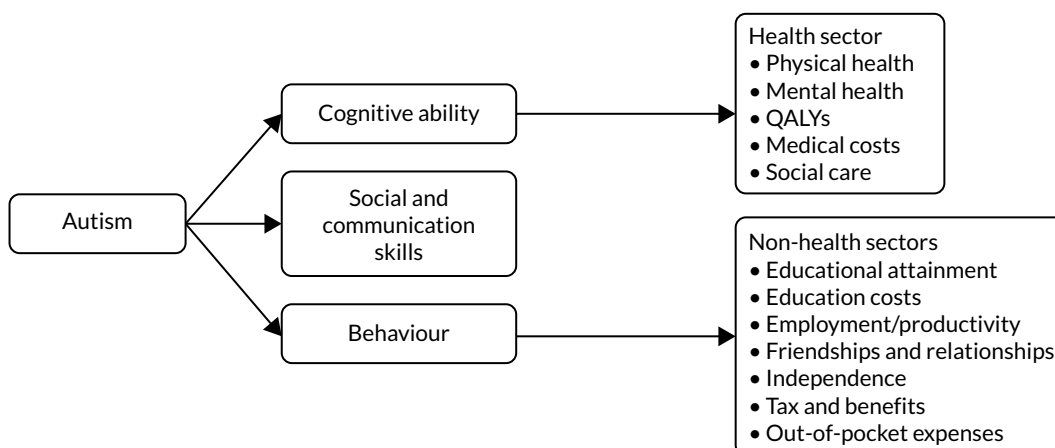 Autism
Cognitive ability
Social and
communication
skills
Behaviour
Health sector
• Physical health
• Mental health
• QALYs
• Medical costs
• Social care
Non-health sectors
• Educational attainment
• Education costs
• Employment/productivity
• Friendships and relationships
• Independence
• Tax and benefits
• Out-of-pocket expenses